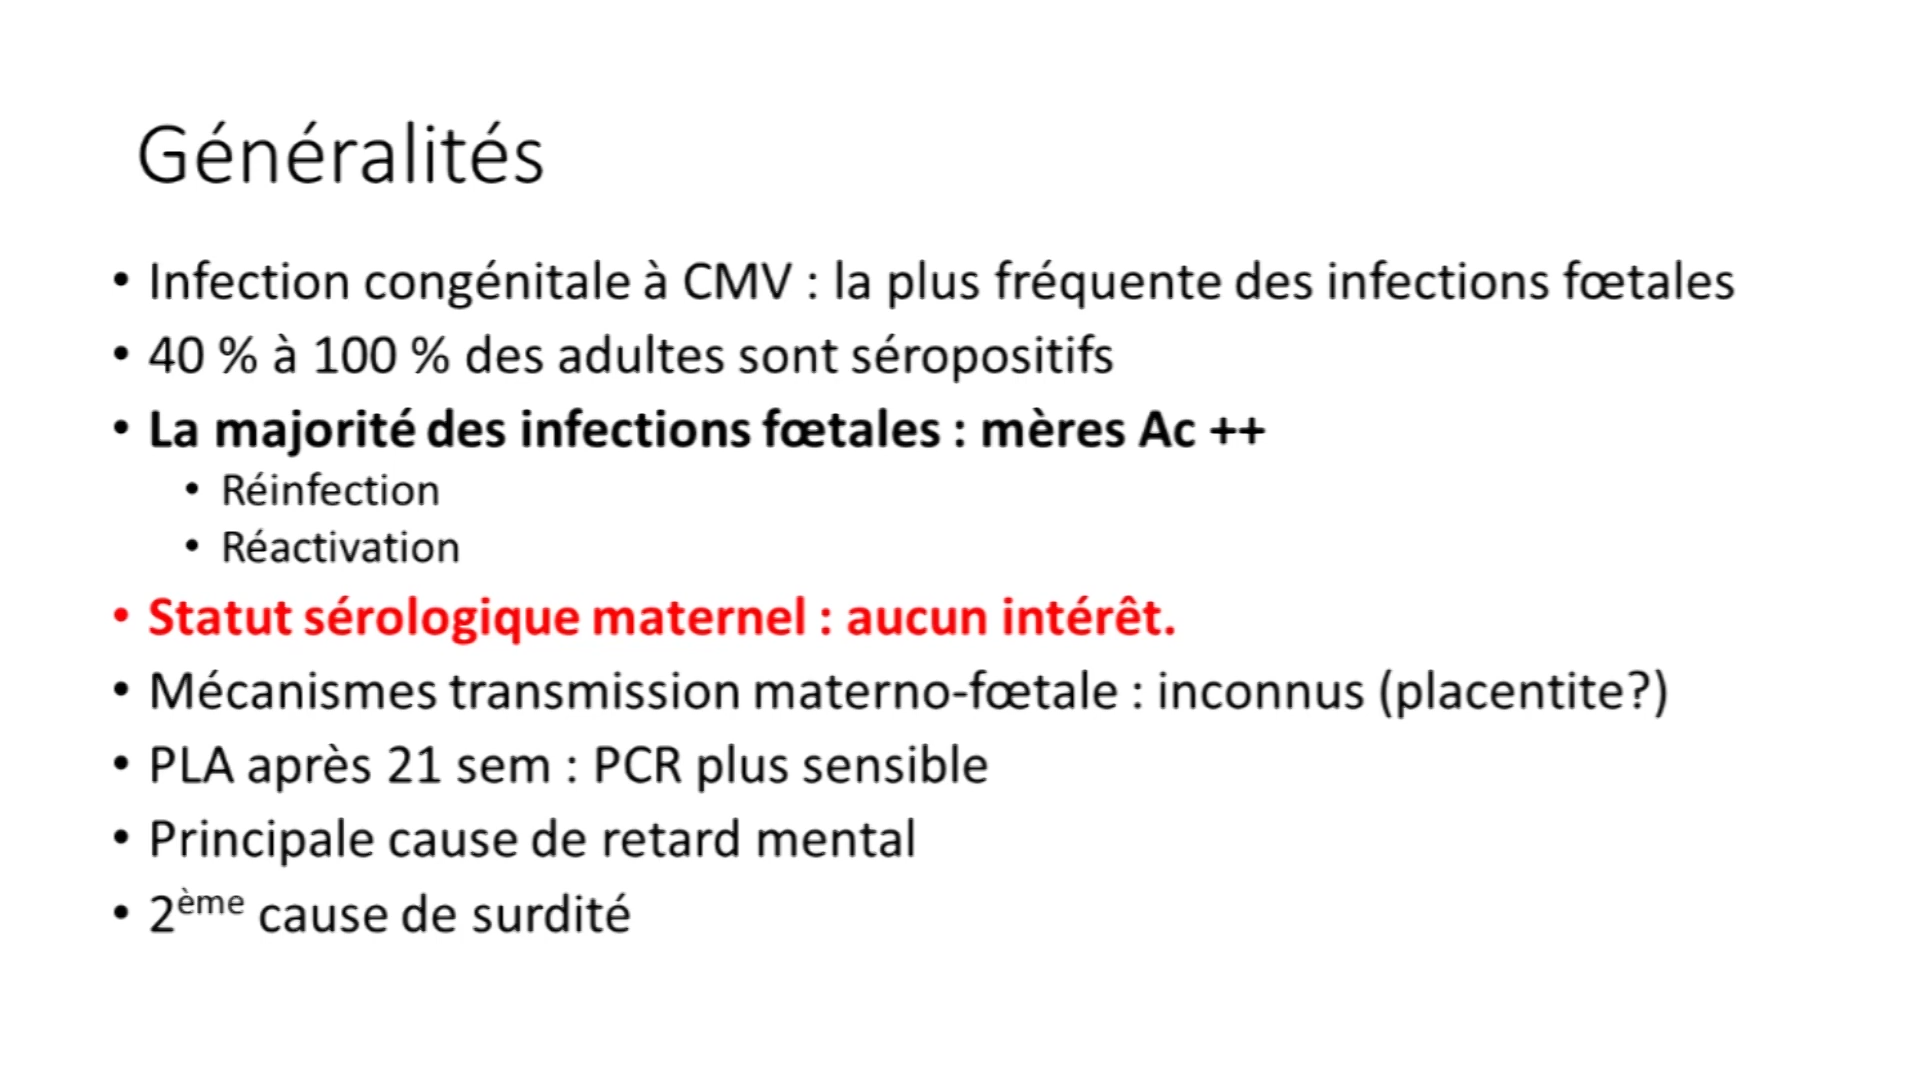 Généralités
• Infection congénitale à CMV : la plus fréquente des infections fœtales
• 40 % à 100 % des adultes sont séropositifs
• La majorité des infections fœtales : mères Ac ++
• Réinfection
• Réactivation
• Statut sérologique maternel : aucun intérêt.
• Mécanismes transmission materno-fœtale : inconnus (placentite?)
• PLA après 21 sem : PCR plus sensible
• Principale cause de retard mental
• 2ème cause de surdité